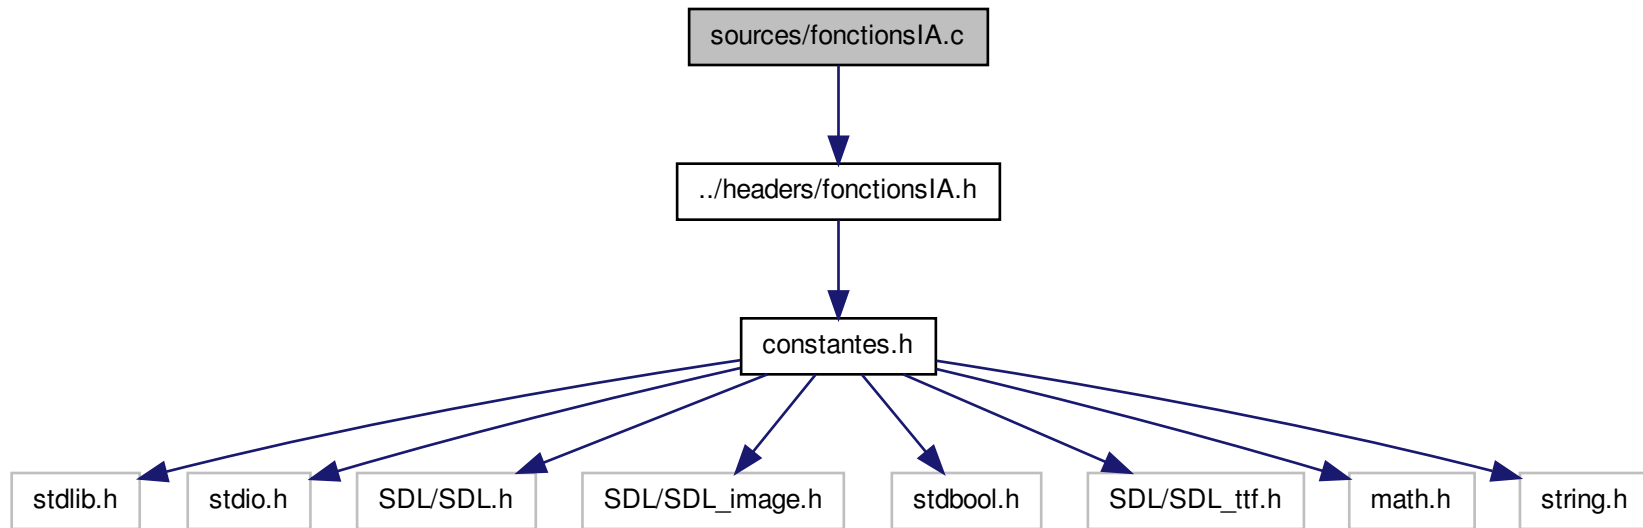 sources/fonctionsIA.c
../headers/fonctionsIA.h
constantes.h
stdlib.h
stdio.h
SDL/SDL.h
SDL/SDL_image.h
stdbool.h
SDL/SDL_ttf.h
math.h
string.h